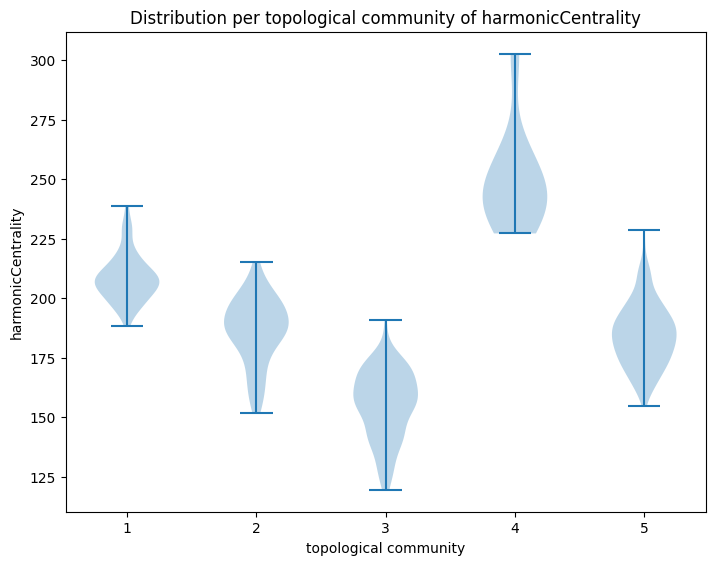 Distribution per topological community of harmonicCentrality
300
275
250
225
200
175
150
125
harmonicCentrality
1 2 3 4 5
topological community